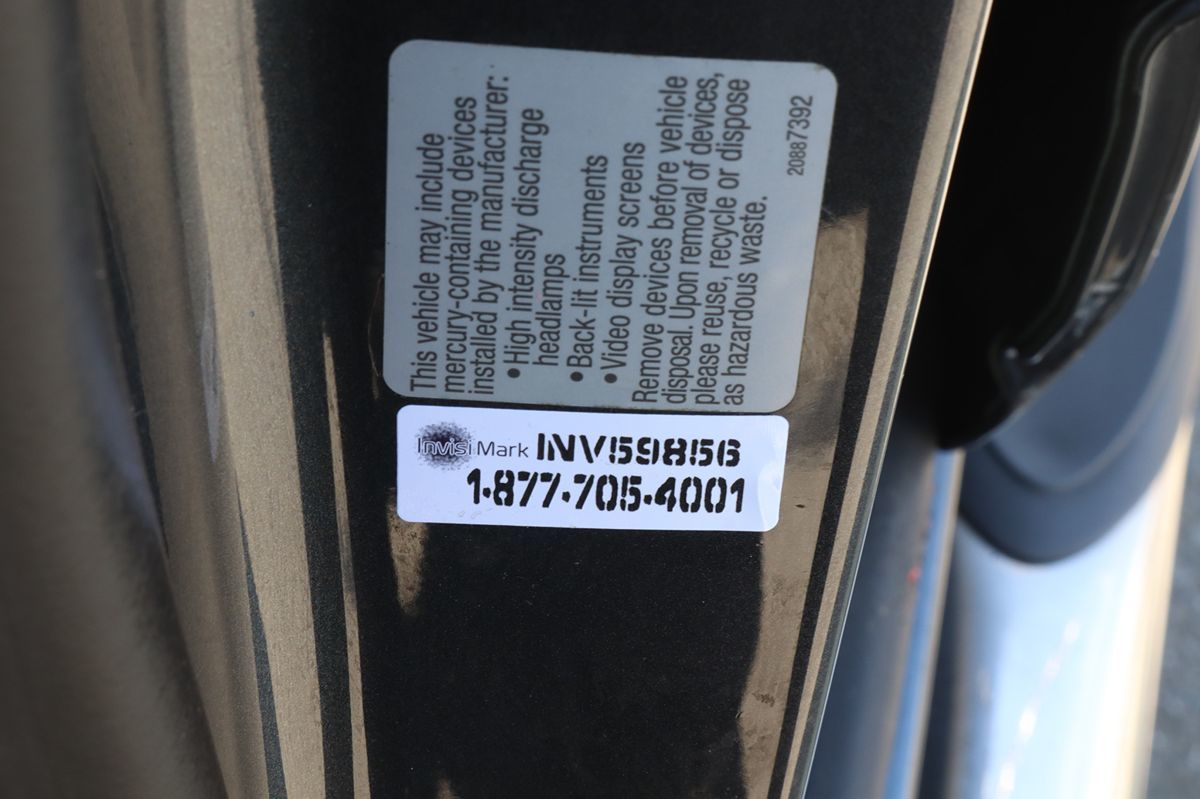 This vehicle may include
mercury-containing devices
installed by the manufacturer:
• High intensity discharge
headlamps
• Back-lit instruments
• Video display screens
Remove devices before vehicle
disposal. Upon removal of devices,
please reuse, recycle or dispose
as hazardous waste.
20887392
Invisi Mark INV59856
1-877-705-4001